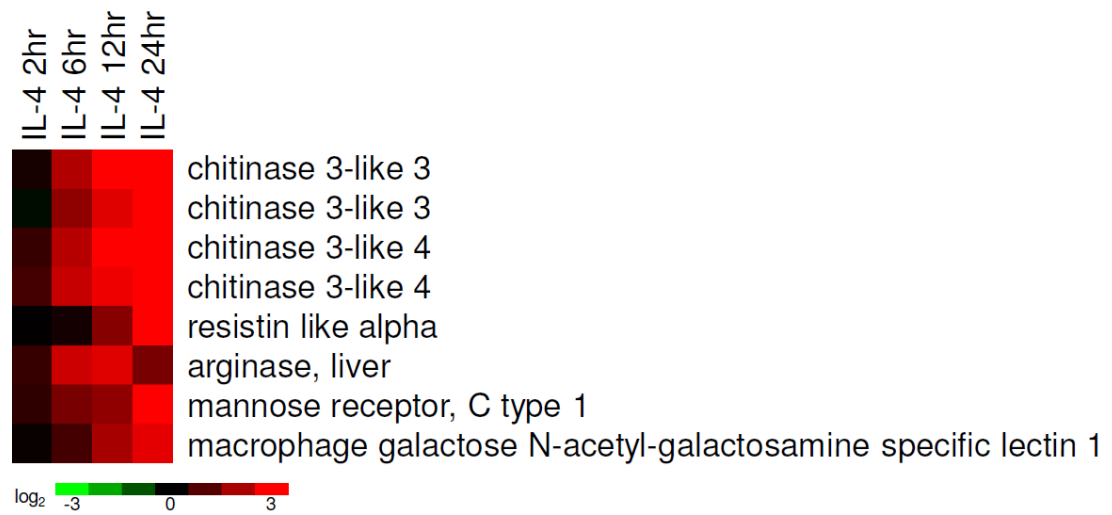 IL-4 2hr
IL-4 6hr
IL-4 12hr
IL-4 24hr
chitinase 3-like 3
chitinase 3-like 3
chitinase 3-like 4
chitinase 3-like 4
resistin like alpha
arginase, liver
mannose receptor, C type 1
macrophage galactose N-acetyl-galactosamine specific lectin 1
log₂ -3 0 3